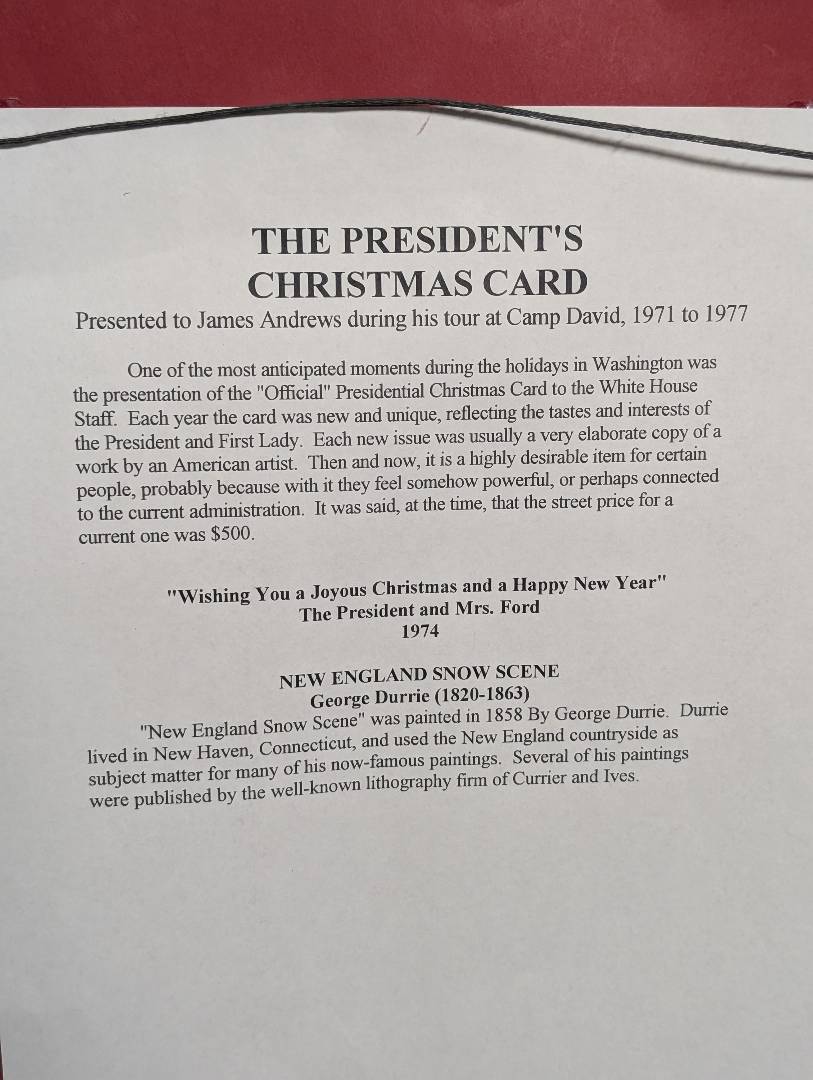 THE PRESIDENT'S
CHRISTMAS CARD
Presented to James Andrews during his tour at Camp David, 1971 to 1977
One of the most anticipated moments during the holidays in Washington was
the presentation of the "Official" Presidential Christmas Card to the White House
Staff. Each year the card was new and unique, reflecting the tastes and interests of
the President and First Lady. Each new issue was usually a very elaborate copy of a
work by an American artist. Then and now, it is a highly desirable item for certain
people, probably because with it they feel somehow powerful, or perhaps connected
to the current administration. It was said, at the time, that the street price for a
current one was $500.
"Wishing You a Joyous Christmas and a Happy New Year"
The President and Mrs. Ford
1974
NEW ENGLAND SNOW SCENE
George Durrie (1820-1863)
"New England Snow Scene" was painted in 1858 By George Durrie. Durrie
lived in New Haven, Connecticut, and used the New England countryside as
subject matter for many of his now-famous paintings. Several of his paintings
were published by the well-known lithography firm of Currier and Ives.